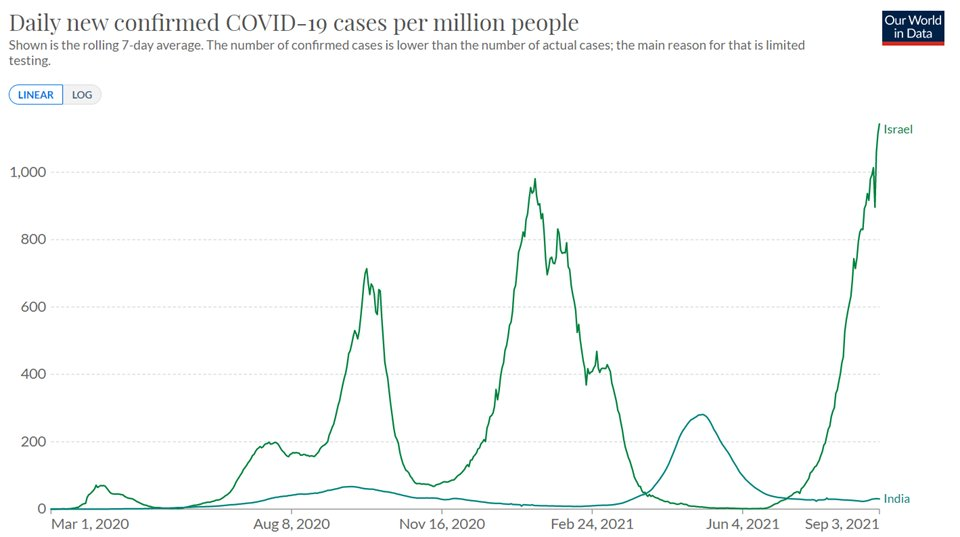 Daily new confirmed COVID-19 cases per million people
Our World
in Data
Shown is the rolling 7-day average. The number of confirmed cases is lower than the number of actual cases; the main reason for that is limited
testing.
LINEAR LOG
Israel
1,000
800
600
400
200
India
0
Mar 1, 2020 Aug 8, 2020 Nov 16, 2020 Feb 24, 2021 Jun 4, 2021 Sep 3, 2021